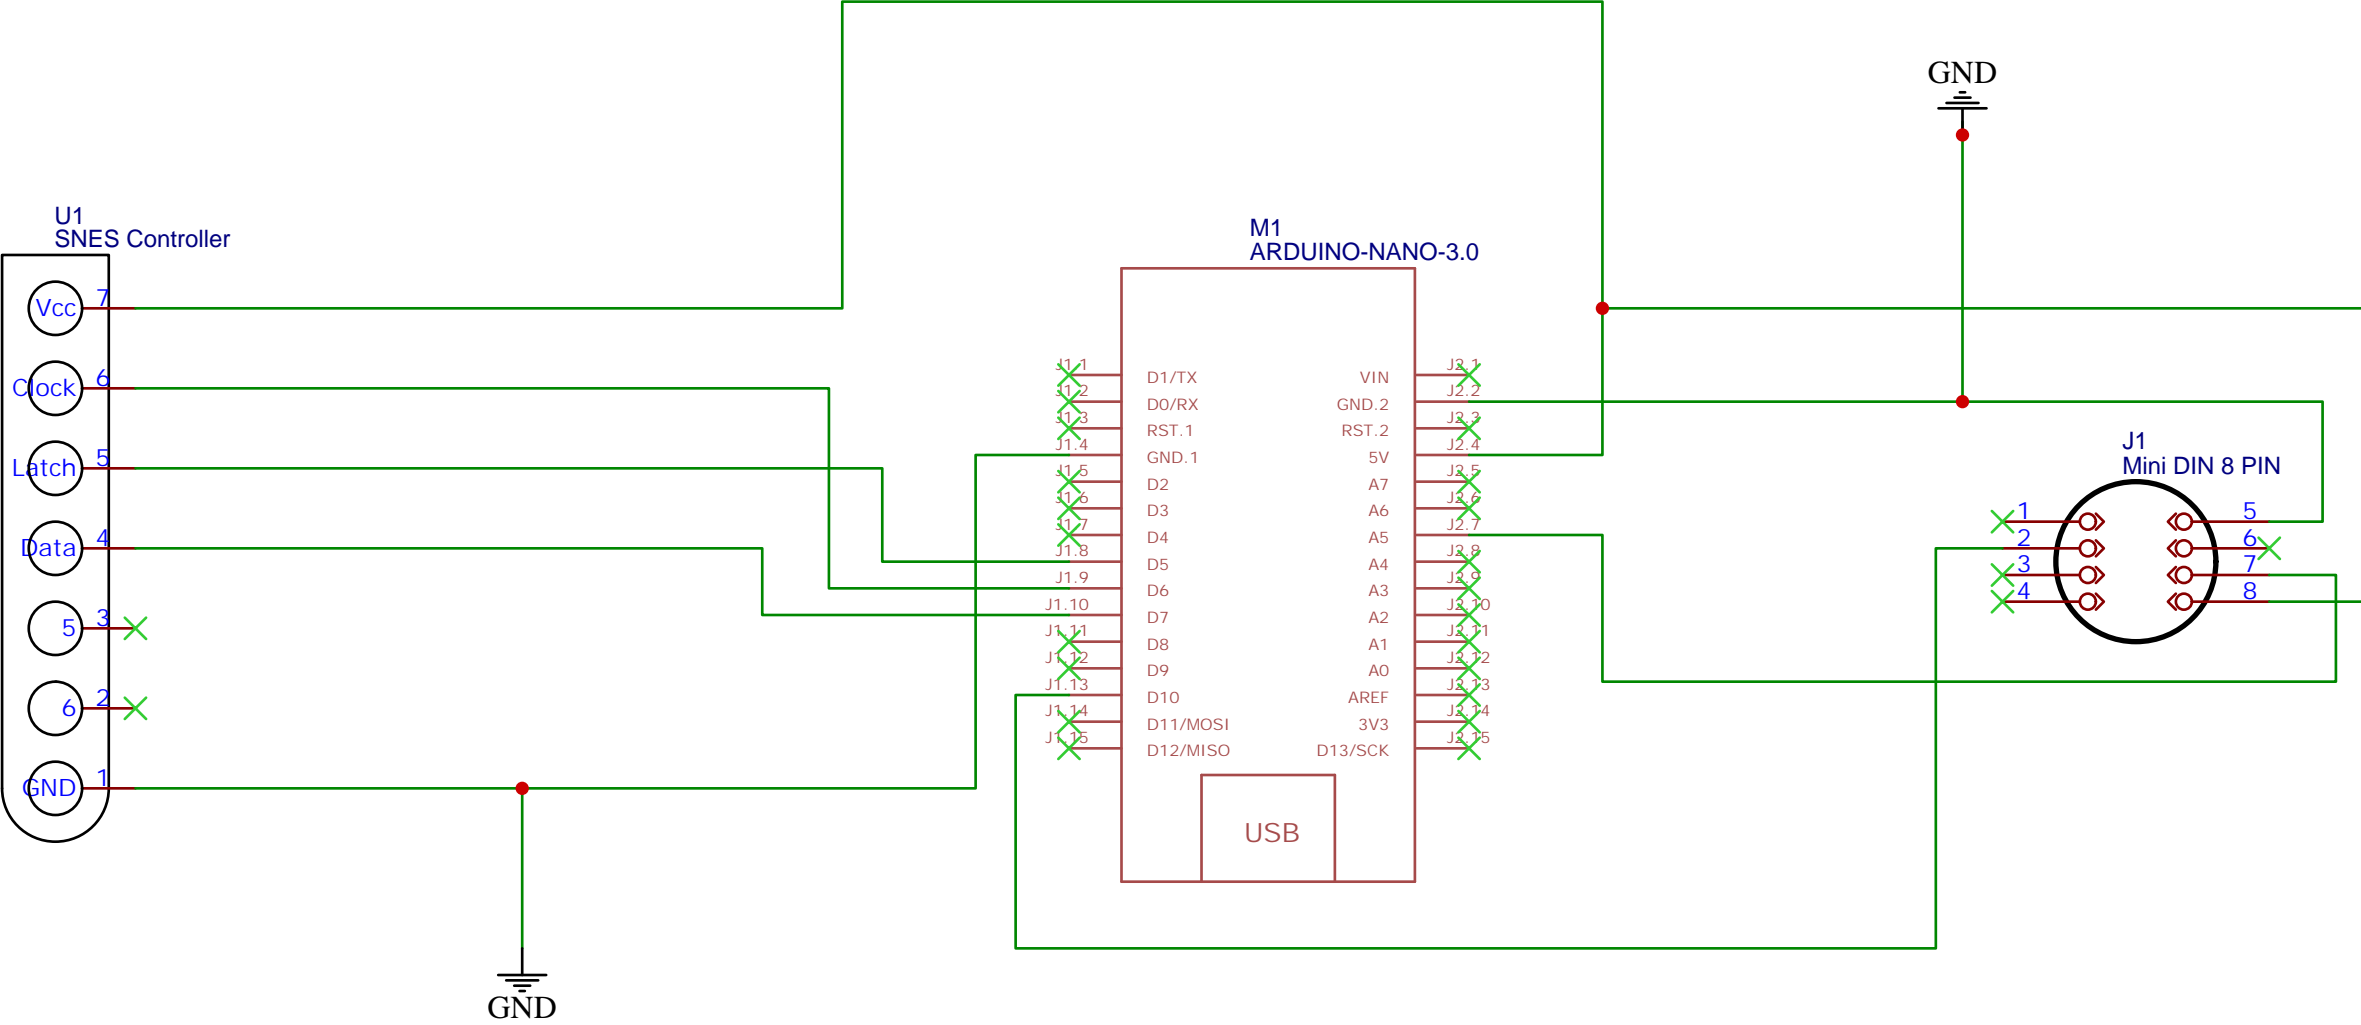 GND
U1
SNES Controller
Vcc
7
Clock
6
Latch
5
Data
4
5
3
6
2
GND
1
GND
M1
ARDUINO-NANO-3.0
J1.1
D1/TX
J1.2
D0/RX
J1.3
RST.1
J1.4
GND.1
J1.5
D2
J1.6
D3
J1.7
D4
J1.8
D5
J1.9
D6
J1.10
D7
J1.11
D8
J1.12
D9
J1.13
D10
J1.14
D11/MOSI
J1.15
D12/MISO
VIN
J2.1
GND.2
J2.2
RST.2
J2.3
5V
J2.4
A7
J2.5
A6
J2.6
A5
J2.7
A4
J2.8
A3
J2.9
A2
J2.10
A1
J2.11
A0
J2.12
AREF
J2.13
3V3
J2.14
D13/SCK
J2.15
USB
J1
Mini DIN 8 PIN
1
2
3
4
5
6
7
8